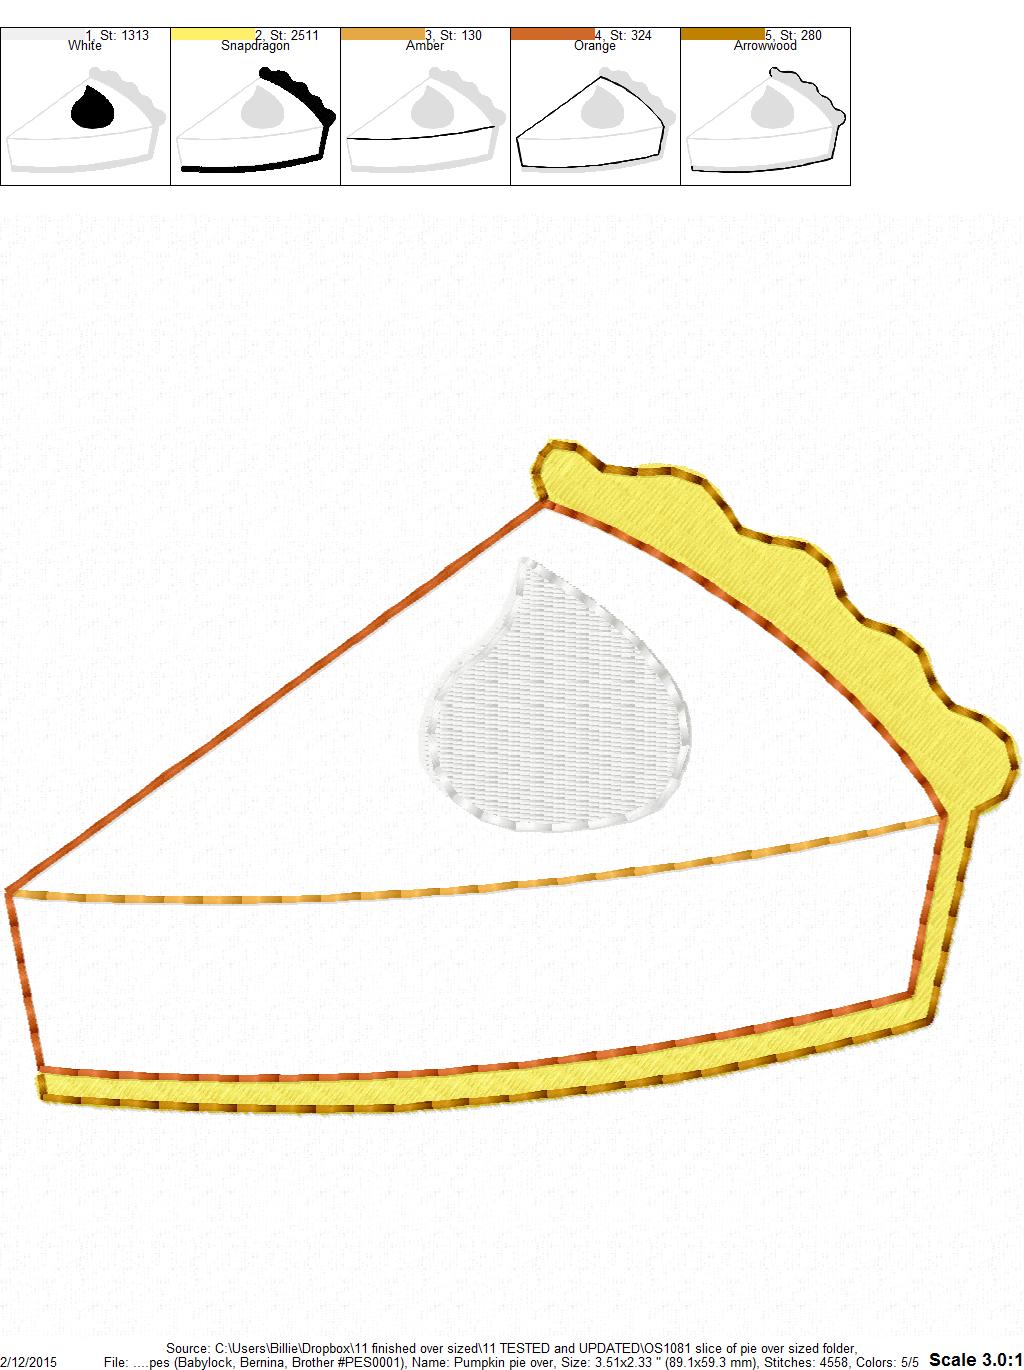 1, St: 1313 2, St: 2511 3, St: 130 4, St: 324 5, St: 280
White Snapdragon Amber Orange Arrowwood
Source: C:\Users\Billie\Dropbox\11 finished over sized\11 TESTED and UPDATED\OS1081 slice of pie over sized folder,
2/12/2015 File: ....pes (Babylock, Bernina, Brother #PES0001), Name: Pumpkin pie over, Size: 3.51x2.33 " (89.1x59.3 mm), Stitches: 4558, Colors: 5/5 Scale 3.0:1